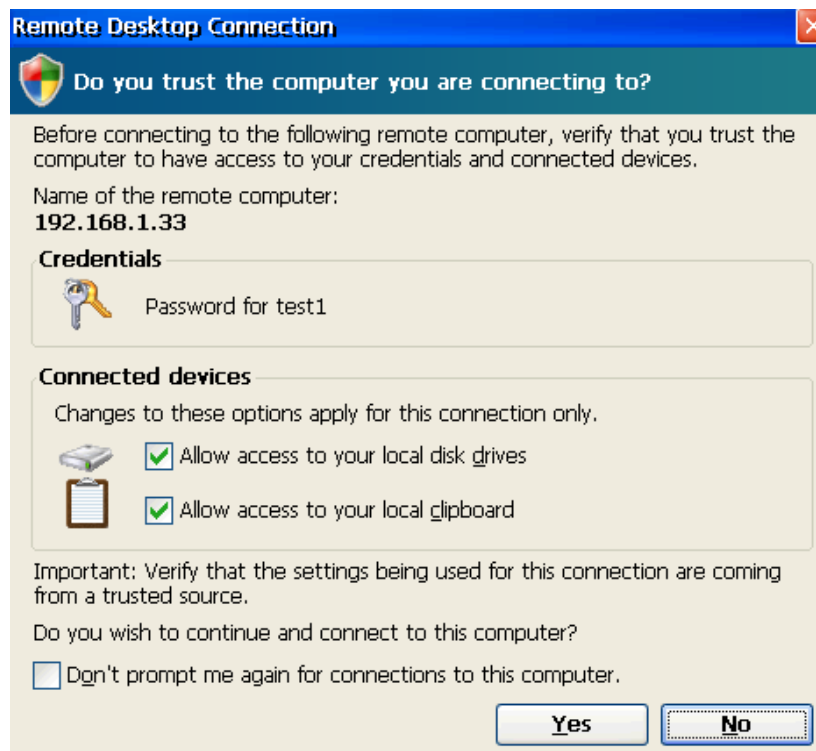 Remote Desktop Connection
Do you trust the computer you are connecting to?
Before connecting to the following remote computer, verify that you trust the
computer to have access to your credentials and connected devices.
Name of the remote computer:
192.168.1.33
Credentials
Password for test1
Connected devices
Changes to these options apply for this connection only.
Allow access to your local disk drives
Allow access to your local clipboard
Important: Verify that the settings being used for this connection are coming
from a trusted source.
Do you wish to continue and connect to this computer?
Don't prompt me again for connections to this computer.
Yes No